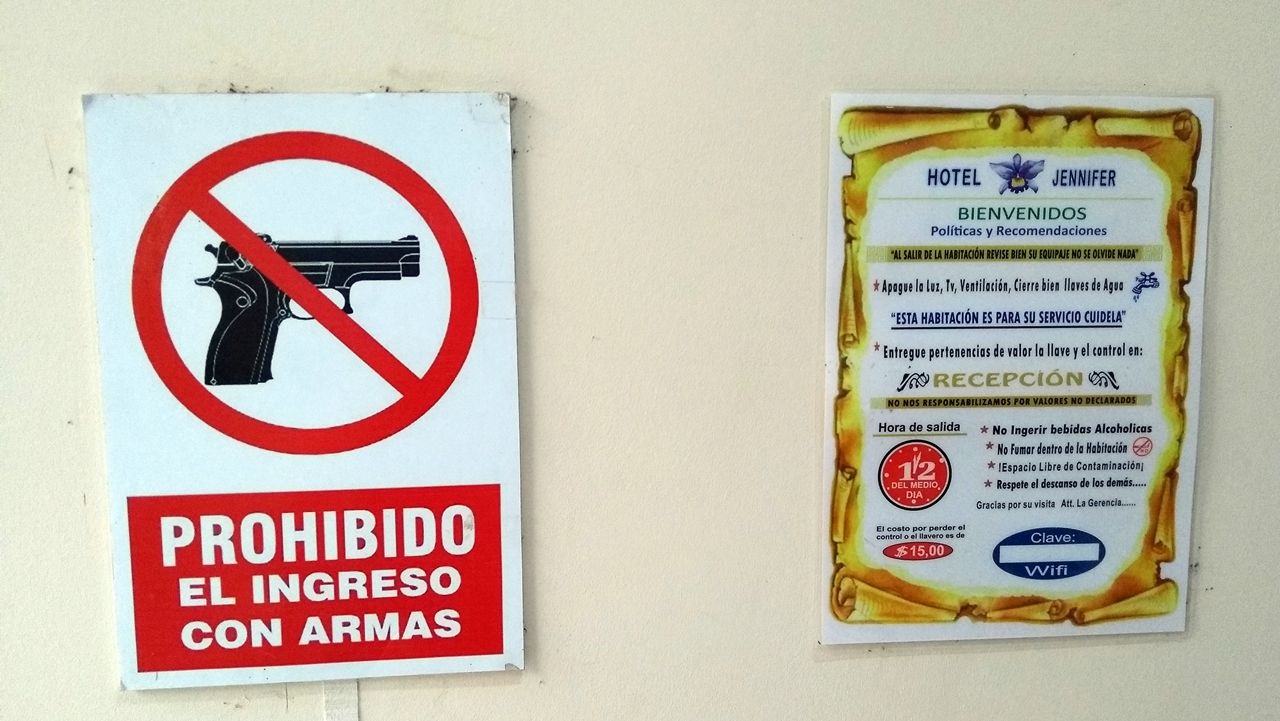 PROHIBIDO
EL INGRESO
CON ARMAS
HOTEL JENNIFER
BIENVENIDOS
Políticas y Recomendaciones
"AL SALIR DE LA HABITACIÓN REVISE BIEN SU EQUIPAJE NO SE OLVIDE NADA"
Apague la Luz, Tv, Ventilación, Cierre bien llaves de Agua
"ESTA HABITACIÓN ES PARA SU SERVICIO CUIDELA"
Entregue pertenencias de valor la llave y el control en:
RECEPCIÓN
NO NOS RESPONSABILIZAMOS POR VALORES NO DECLARADOS
Hora de salida
12
DEL MEDIO
DIA
El costo por perder el
control o el llavero es de
$ 15,00
No Ingerir bebidas Alcoholicas
No Fumar dentro de la Habitación
!Espacio Libre de Contaminación¡
Respete el descanso de los demás.....
Gracias por su visita Att. La Gerencia......
Clave:
Wifi